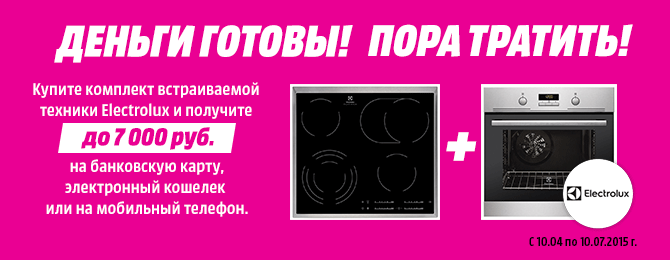 ДЕНЬГИ ГОТОВЫ! ПОРА ТРАТИТЬ!
Купите комплект встраиваемой
техники Electrolux и получите
до 7 000 руб.
на банковскую карту,
электронный кошелек
или на мобильный телефон.
Electrolux
С 10.04 по 10.07.2015 г.